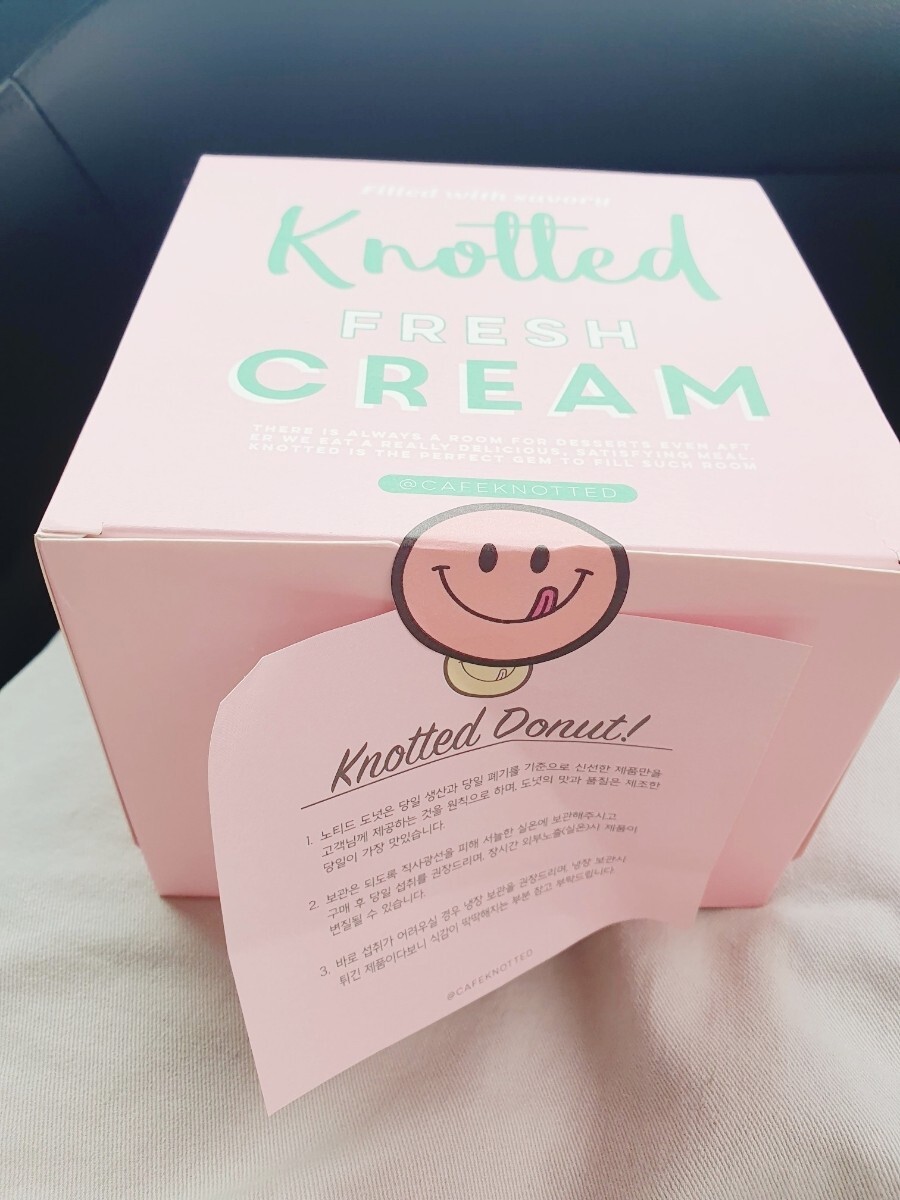 Filled with savory
Knotted
FRESH
CREAM
THERE IS ALWAYS A ROOM FOR DESSERTS EVEN AFT
ER WE EAT A REALLY DELICIOUS, SATISFYING MEAL.
KNOTTED IS THE PERFECT GEM TO FILL SUCH ROOM
@CAFEKNOTTED
Knotted Donut!
1. 노티드 도넛은 당일 생산과 당일 폐기를 기준으로 신선한 제품만을
고객님께 제공하는 것을 원칙으로 하며, 도넛의 맛과 품질은 제조한
당일이 가장 맛있습니다.
2. 보관은 되도록 직사광선을 피해 서늘한 실온에 보관해주시고
구매 후 당일 섭취를 권장드리며, 장시간 외부노출(실온)시 제품이
변질될 수 있습니다.
3. 바로 섭취가 어려우실 경우 냉장 보관을 권장드리며, 냉장 보관시
튀긴 제품이다보니 식감이 딱딱해지는 부분 참고 부탁드립니다.
@CAFEKNOTTED